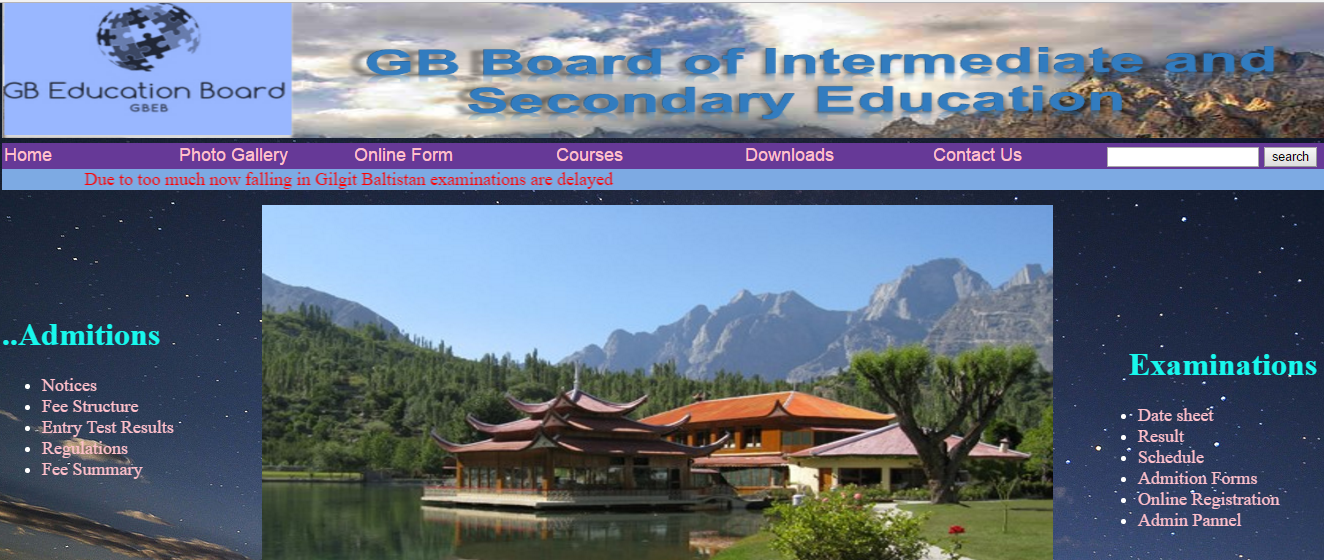 GB Education Board
GBEB
GB Board of Intermediate and
Secondary Education
Home Photo Gallery Online Form Courses Downloads Contact Us search
Due to too much now falling in Gilgit Baltistan examinations are delayed
..Admitions
Notices
Fee Structure
Entry Test Results
Regulations
Fee Summary
Examinations
Date sheet
Result
Schedule
Admition Forms
Online Registration
Admin Pannel